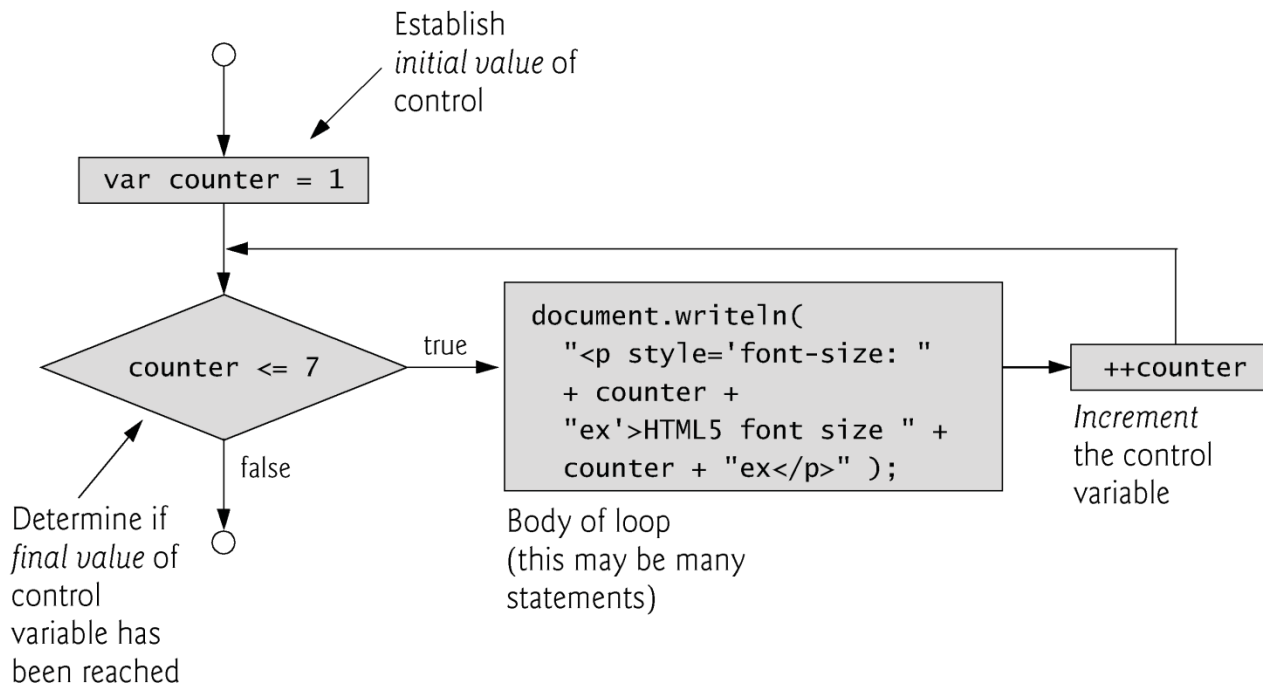 Establish
initial value of
control
var counter = 1
counter <= 7
true
false
document.writeln(
"<p style='font-size: "
+ counter +
"ex'>HTML5 font size " +
counter + "ex</p>" );
++counter
Increment
the control
variable
Body of loop
(this may be many
statements)
Determine if
final value of
control
variable has
been reached